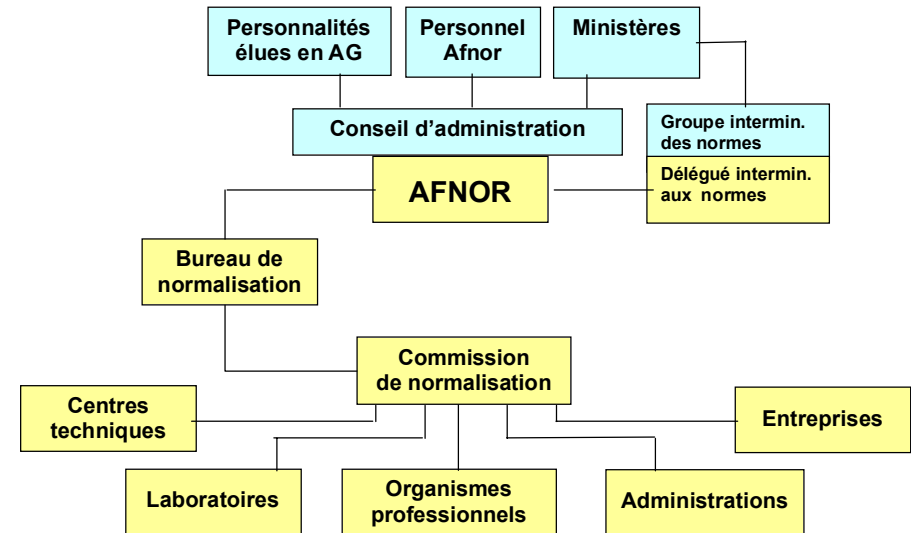 Personnalités
élues en AG
Personnel
Afnor
Ministères
Conseil d'administration
Groupe intermin.
des normes
Délégué intermin.
aux normes
AFNOR
Bureau de
normalisation
Commission
de normalisation
Centres
techniques
Entreprises
Laboratoires
Organismes
professionnels
Administrations